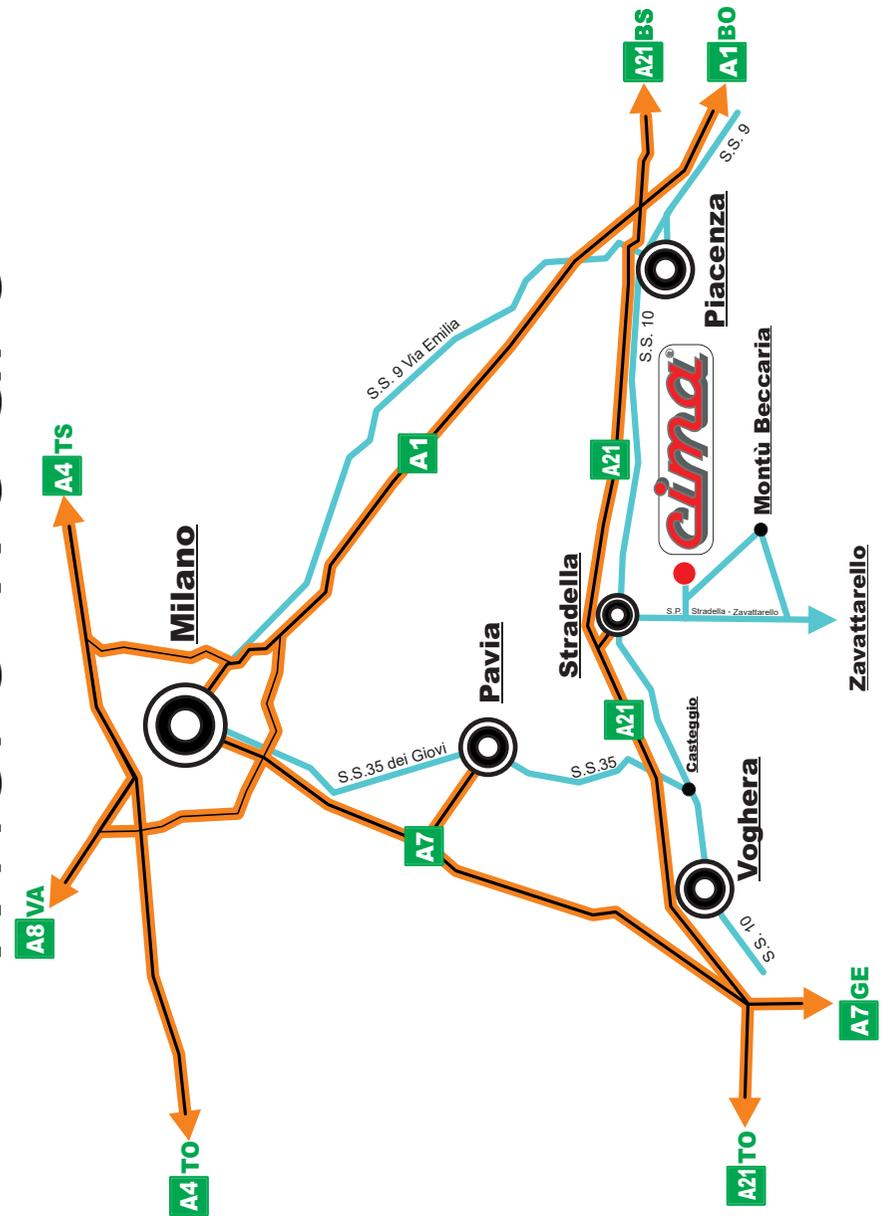 A4 TS
A8 VA
A4 TO
Milano
S.S. 9 Via Emilia
A1
S.S.35 dei Giovi
Pavia
A7
S.S.35
A21 BS
A1 BO
S.S. 9
Piacenza
S.S. 10
A21
cima®
Stradella
Montù Beccaria
S.P. Stradella - Zavattarello
Zavattarello
A21
Casteggio
Voghera
S.S. 10
A7 GE
A21 TO